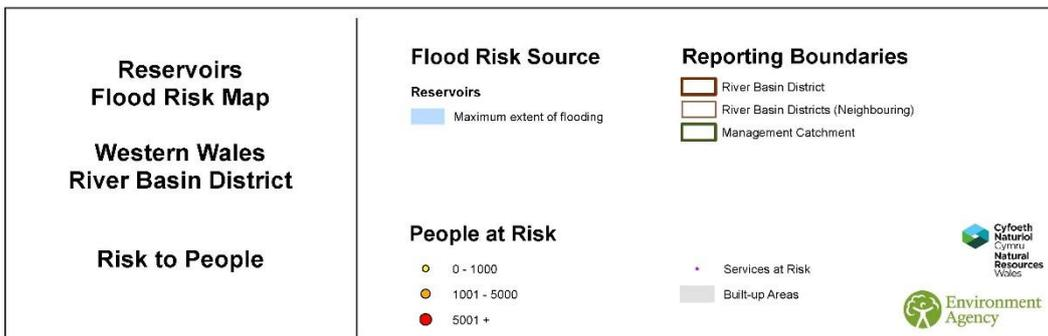 Reservoirs
Flood Risk Map
Western Wales
River Basin District
Risk to People
Flood Risk Source
Reservoirs
Maximum extent of flooding
Reporting Boundaries
River Basin District
River Basin Districts (Neighbouring)
Management Catchment
People at Risk
0 - 1000
1001 - 5000
5001 +
Services at Risk
Built-up Areas
Cyfoeth
Naturiol
Cymru
Natural
Resources
Wales
Environment
Agency